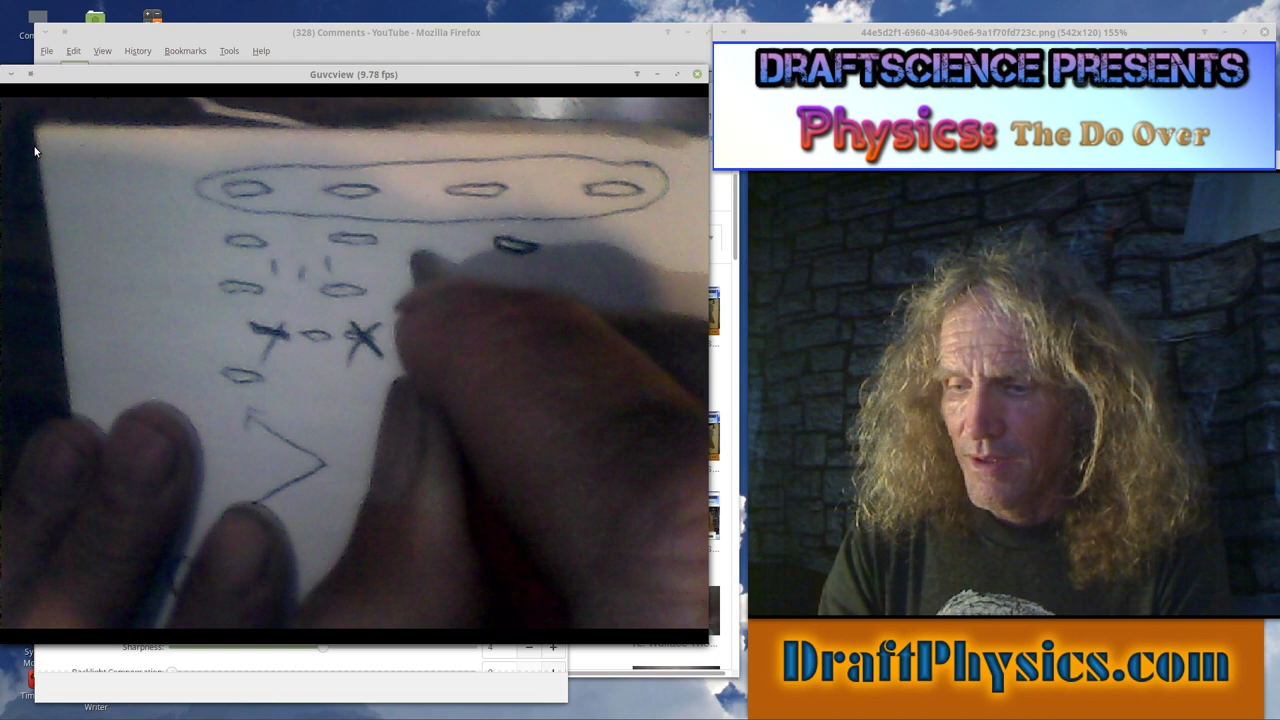 (328) Comments - YouTube - Mozilla Firefox
44e5d2f1-6960-4304-90e6-9a1f70fd723c.png (542x120) 155%
File Edit View History Bookmarks Tools Help
Guvcview (9.78 fps)
DRAFTSCIENCE PRESENTS
Physics: The Do Over
Sharpness:
4
DraftPhysics.com
Writer